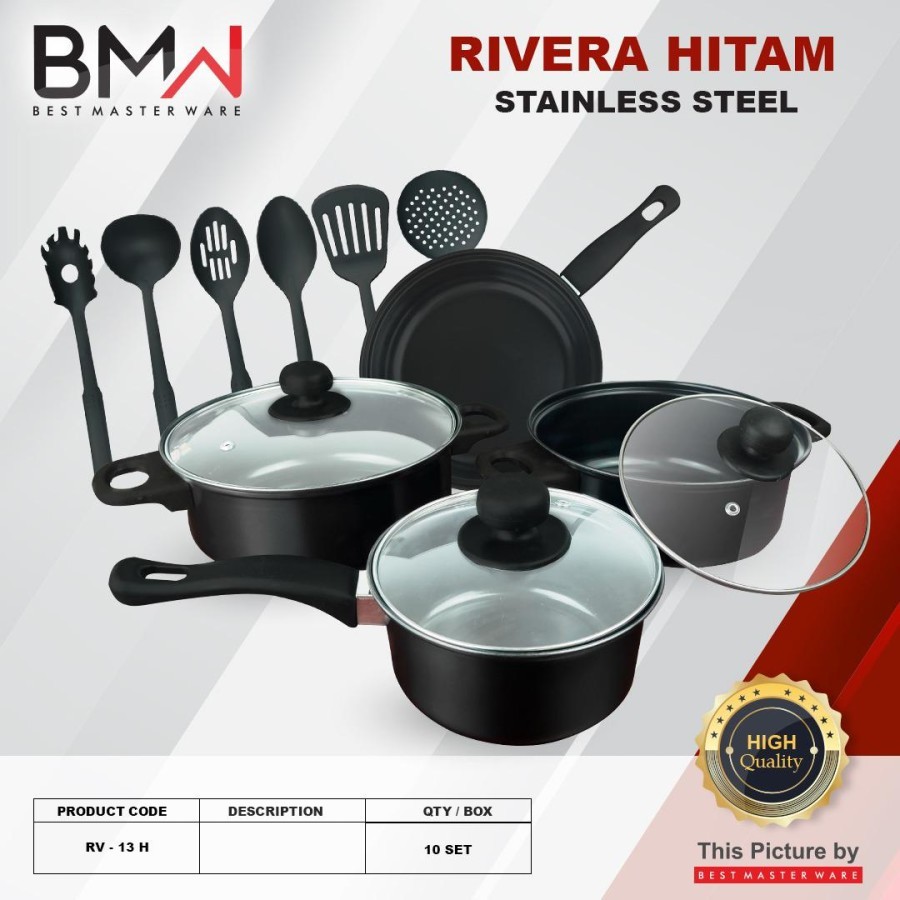 BMW
BEST MASTER WARE
RIVERA HITAM
STAINLESS STEEL
HIGH
Quality
PRODUCT CODE DESCRIPTION QTY / BOX
RV - 13 H 10 SET
This Picture by
BEST MASTER WARE